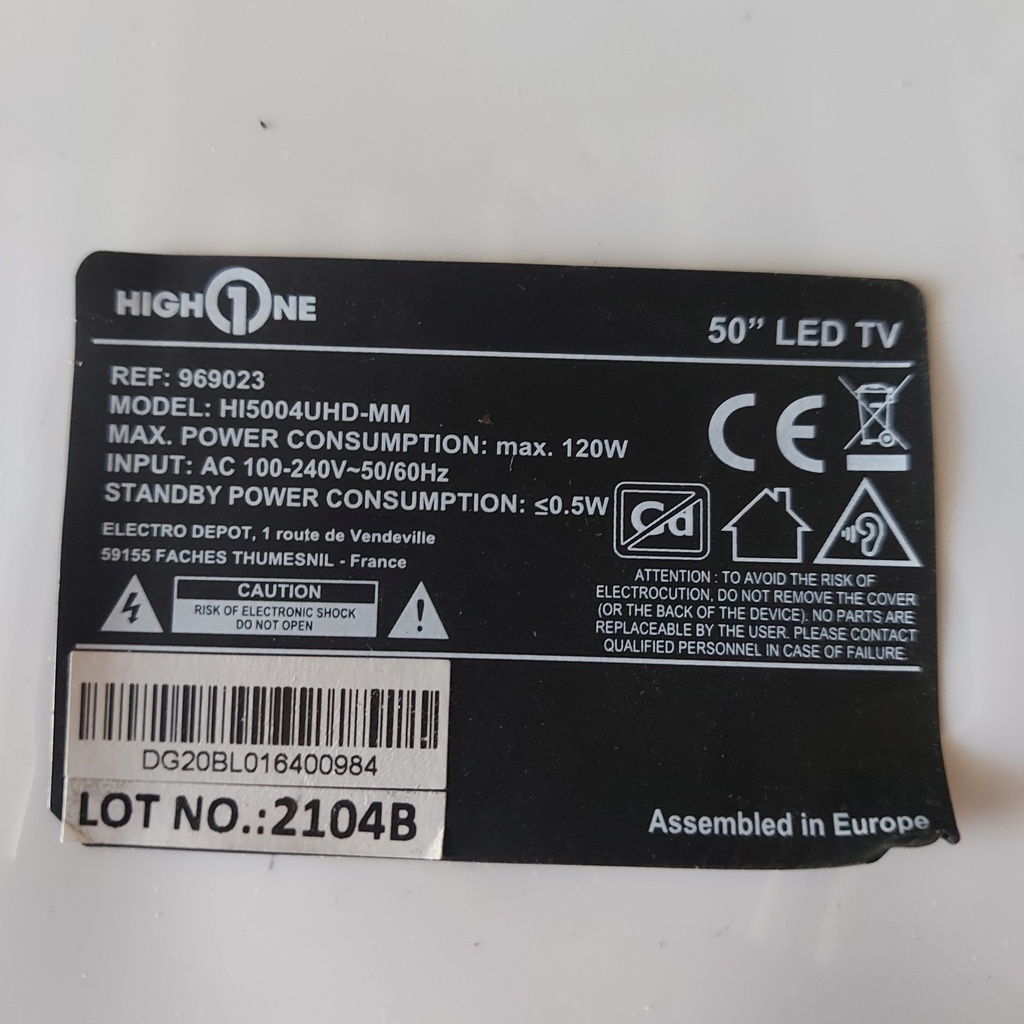 HIGH1NE
50” LED TV
REF: 969023
MODEL: HI5004UHD-MM
MAX. POWER CONSUMPTION: max. 120W
INPUT: AC 100-240V~50/60Hz
STANDBY POWER CONSUMPTION: ≤0.5W
ELECTRO DEPOT, 1 route de Vendeville
59155 FACHES THUMESNIL - France
CAUTION
RISK OF ELECTRONIC SHOCK
DO NOT OPEN
CE
Cd
ATTENTION : TO AVOID THE RISK OF
ELECTROCUTION, DO NOT REMOVE THE COVER
(OR THE BACK OF THE DEVICE). NO PARTS ARE
REPLACEABLE BY THE USER. PLEASE CONTACT
QUALIFIED PERSONNEL IN CASE OF FAILURE.
DG20BL016400984
LOT NO.:2104B
Assembled in Europe